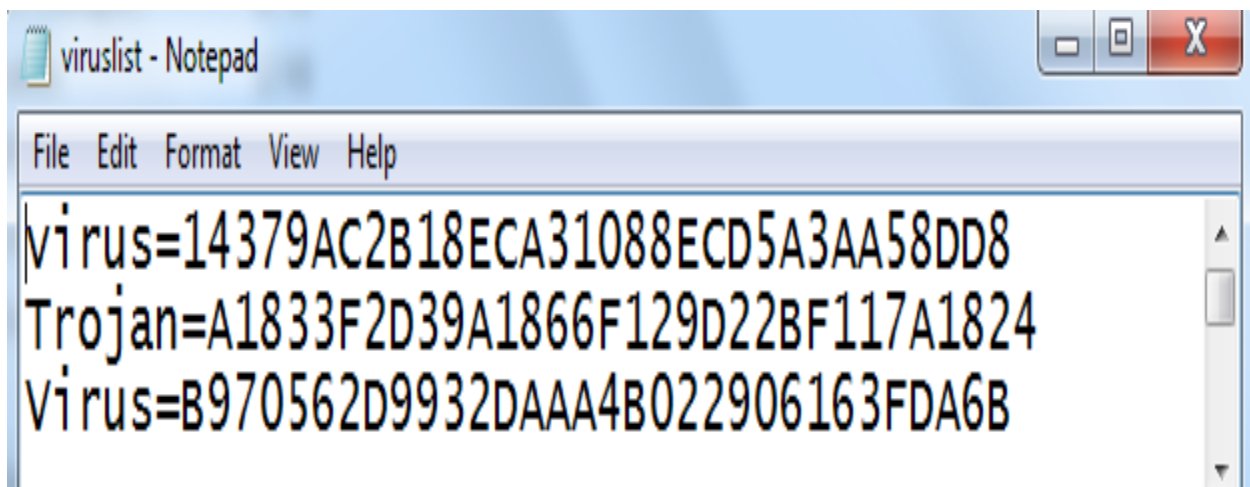 viruslist - Notepad
File Edit Format View Help
virus=14379AC2B18ECA31088ECD5A3AA58DD8
Trojan=A1833F2D39A1866F129D22BF117A1824
Virus=B970562D9932DAAA4B022906163FDA6B